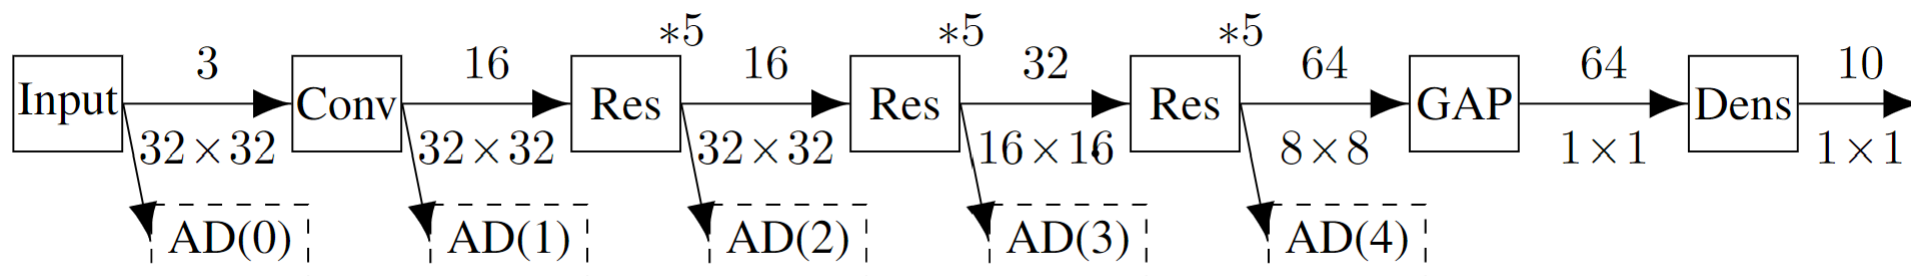 *5 *5 *5
3 16 16 32 64 64 10
Input Conv Res Res Res GAP Dens
32×32 32×32 32×32 16×16 8×8 1×1 1×1
AD(0) AD(1) AD(2) AD(3) AD(4)